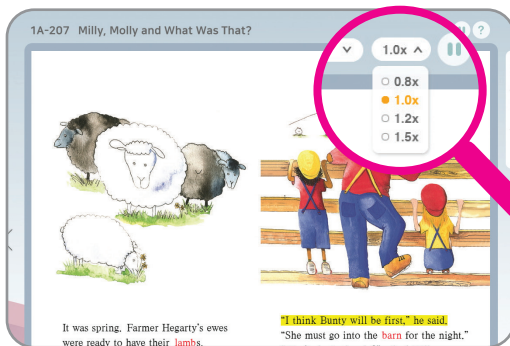 1A-207 Milly, Molly and What Was That?
?
1.0x
0.8x
1.0x
1.2x
1.5x
It was spring. Farmer Hegarty's ewes
were ready to have their lambs.
"I think Bunty will be first," he said.
"She must go into the barn for the night,"